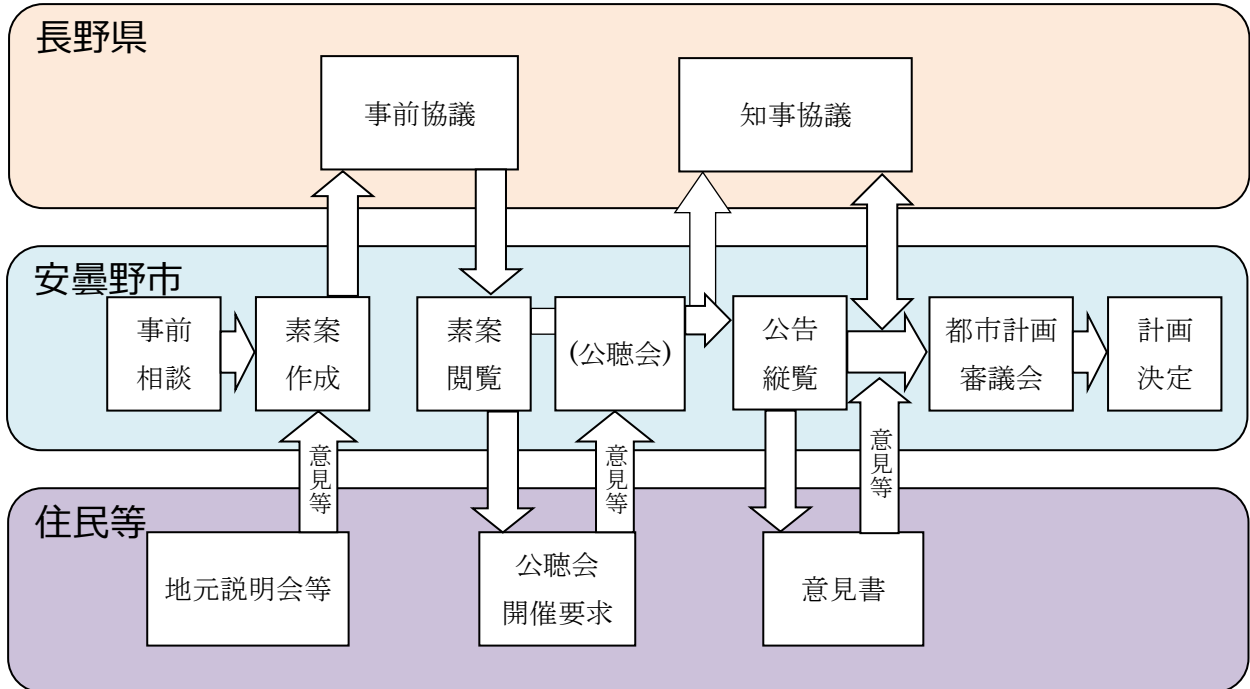 長野県
事前協議
知事協議
安曇野市
事前
相談
素案
作成
素案
閲覧
(公聴会)
公告
縦覧
都市計画
審議会
計画
決定
意見等
意見等
意見等
住民等
地元説明会等
公聴会
開催要求
意見書